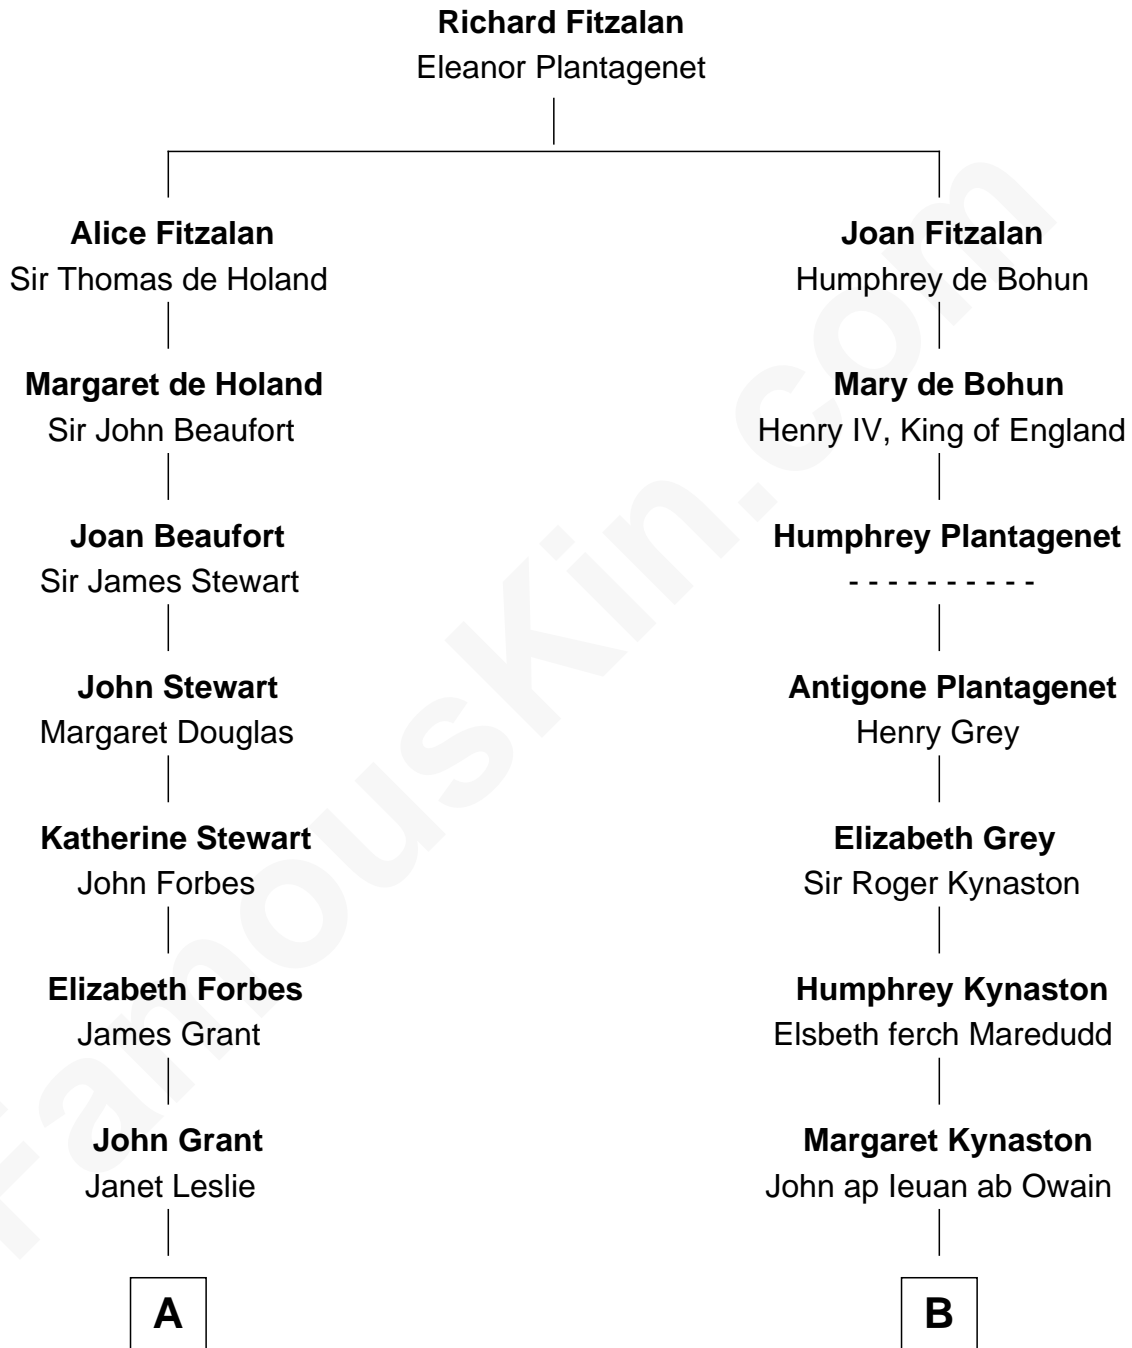 Richard Fitzalan
Eleanor Plantagenet
Alice Fitzalan
Sir Thomas de Holand
Joan Fitzalan
Humphrey de Bohun
Margaret de Holand
Sir John Beaufort
Mary de Bohun
Henry IV, King of England
Joan Beaufort
Sir James Stewart
Humphrey Plantagenet
- - - - - - - - - -
John Stewart
Margaret Douglas
Antigone Plantagenet
Henry Grey
Katherine Stewart
John Forbes
Elizabeth Grey
Sir Roger Kynaston
Elizabeth Forbes
James Grant
Humphrey Kynaston
Elsbeth ferch Maredudd
John Grant
Janet Leslie
Margaret Kynaston
John ap Ieuan ab Owain
A
B
FamousKin.com